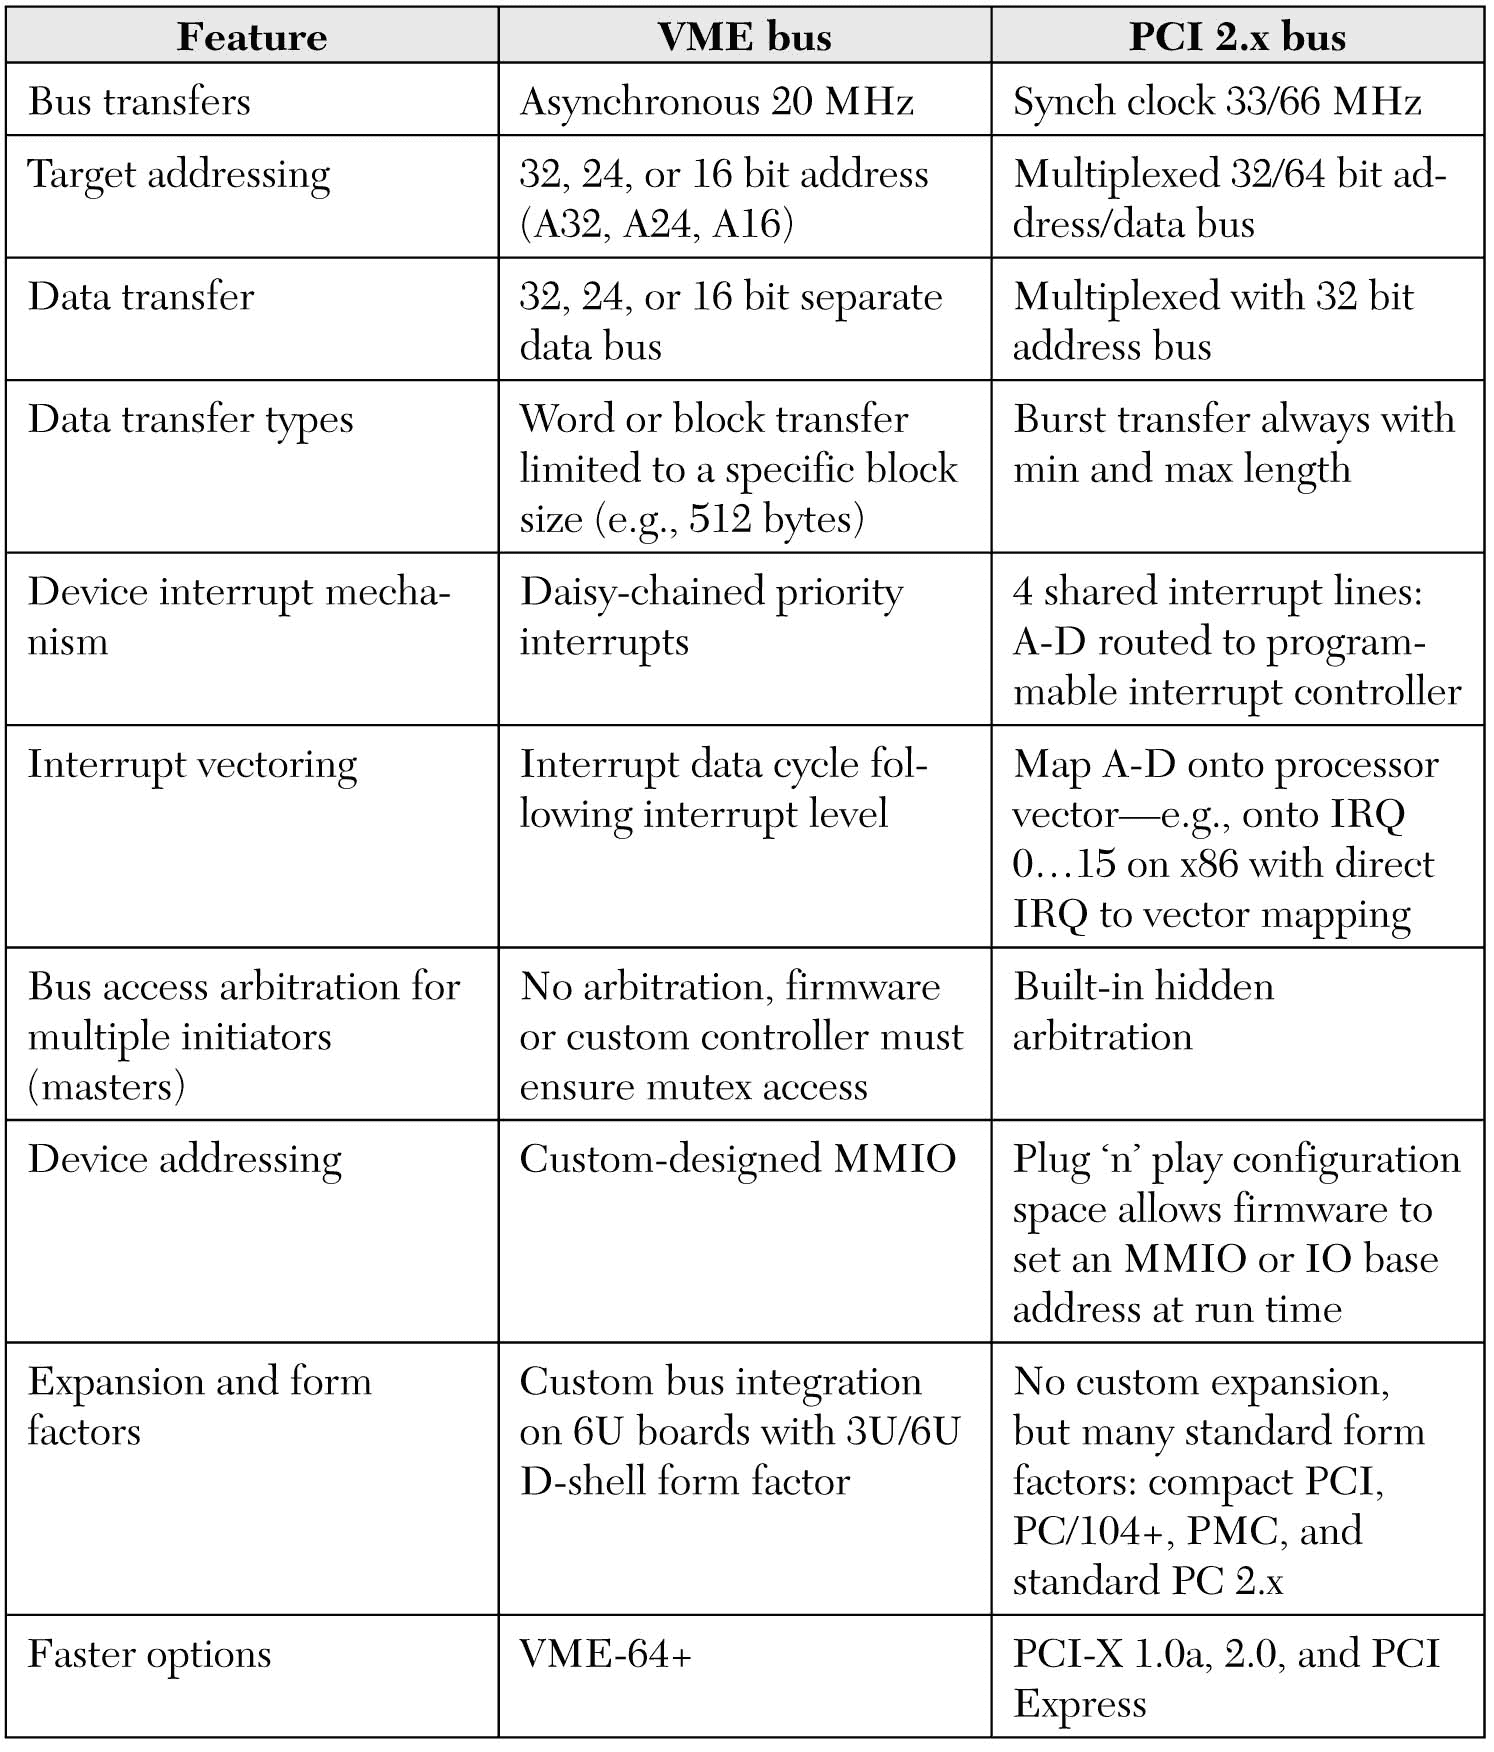 Feature VME bus PCI 2.x bus
Bus transfers Asynchronous 20 MHz Synch clock 33/66 MHz
Target addressing 32, 24, or 16 bit address Multiplexed 32/64 bit ad-
(A32, A24, A16) dress/data bus
Data transfer 32, 24, or 16 bit separate Multiplexed with 32 bit
data bus address bus
Data transfer types Word or block transfer Burst transfer always with
limited to a specific block min and max length
size (e.g., 512 bytes)
Device interrupt mecha- Daisy-chained priority 4 shared interrupt lines:
nism interrupts A-D routed to program-
mable interrupt controller
Interrupt vectoring Interrupt data cycle fol- Map A-D onto processor
lowing interrupt level vector—e.g., onto IRQ
0…15 on x86 with direct
IRQ to vector mapping
Bus access arbitration for No arbitration, firmware Built-in hidden
multiple initiators or custom controller must arbitration
(masters) ensure mutex access
Device addressing Custom-designed MMIO Plug ‘n’ play configuration
space allows firmware to
set an MMIO or IO base
address at run time
Expansion and form Custom bus integration No custom expansion,
factors on 6U boards with 3U/6U but many standard form
D-shell form factor factors: compact PCI,
PC/104+, PMC, and
standard PC 2.x
Faster options VME-64+ PCI-X 1.0a, 2.0, and PCI
Express